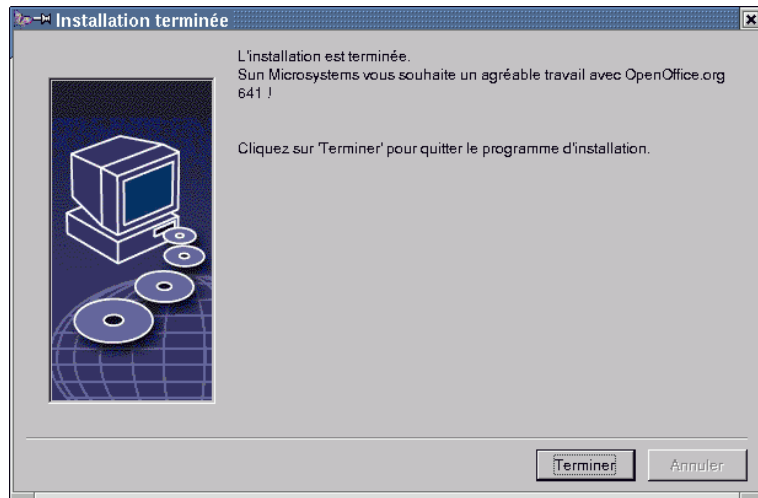 Installation terminée
L'installation est terminée.
Sun Microsystems vous souhaite un agréable travail avec OpenOffice.org
641 !
Cliquez sur 'Terminer' pour quitter le programme d'installation.
Terminer
Annuler